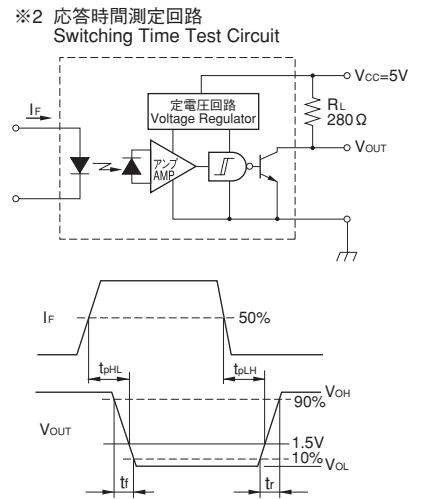 ※2 応答時間測定回路
Switching Time Test Circuit
Vcc=5V
IF
定電圧回路
Voltage Regulator
RL
280Ω
VOUT
アンプ
AMP
IF
50%
tpHL
tpLH
VOH
90%
VOUT
1.5V
10%
VOL
tf
tr